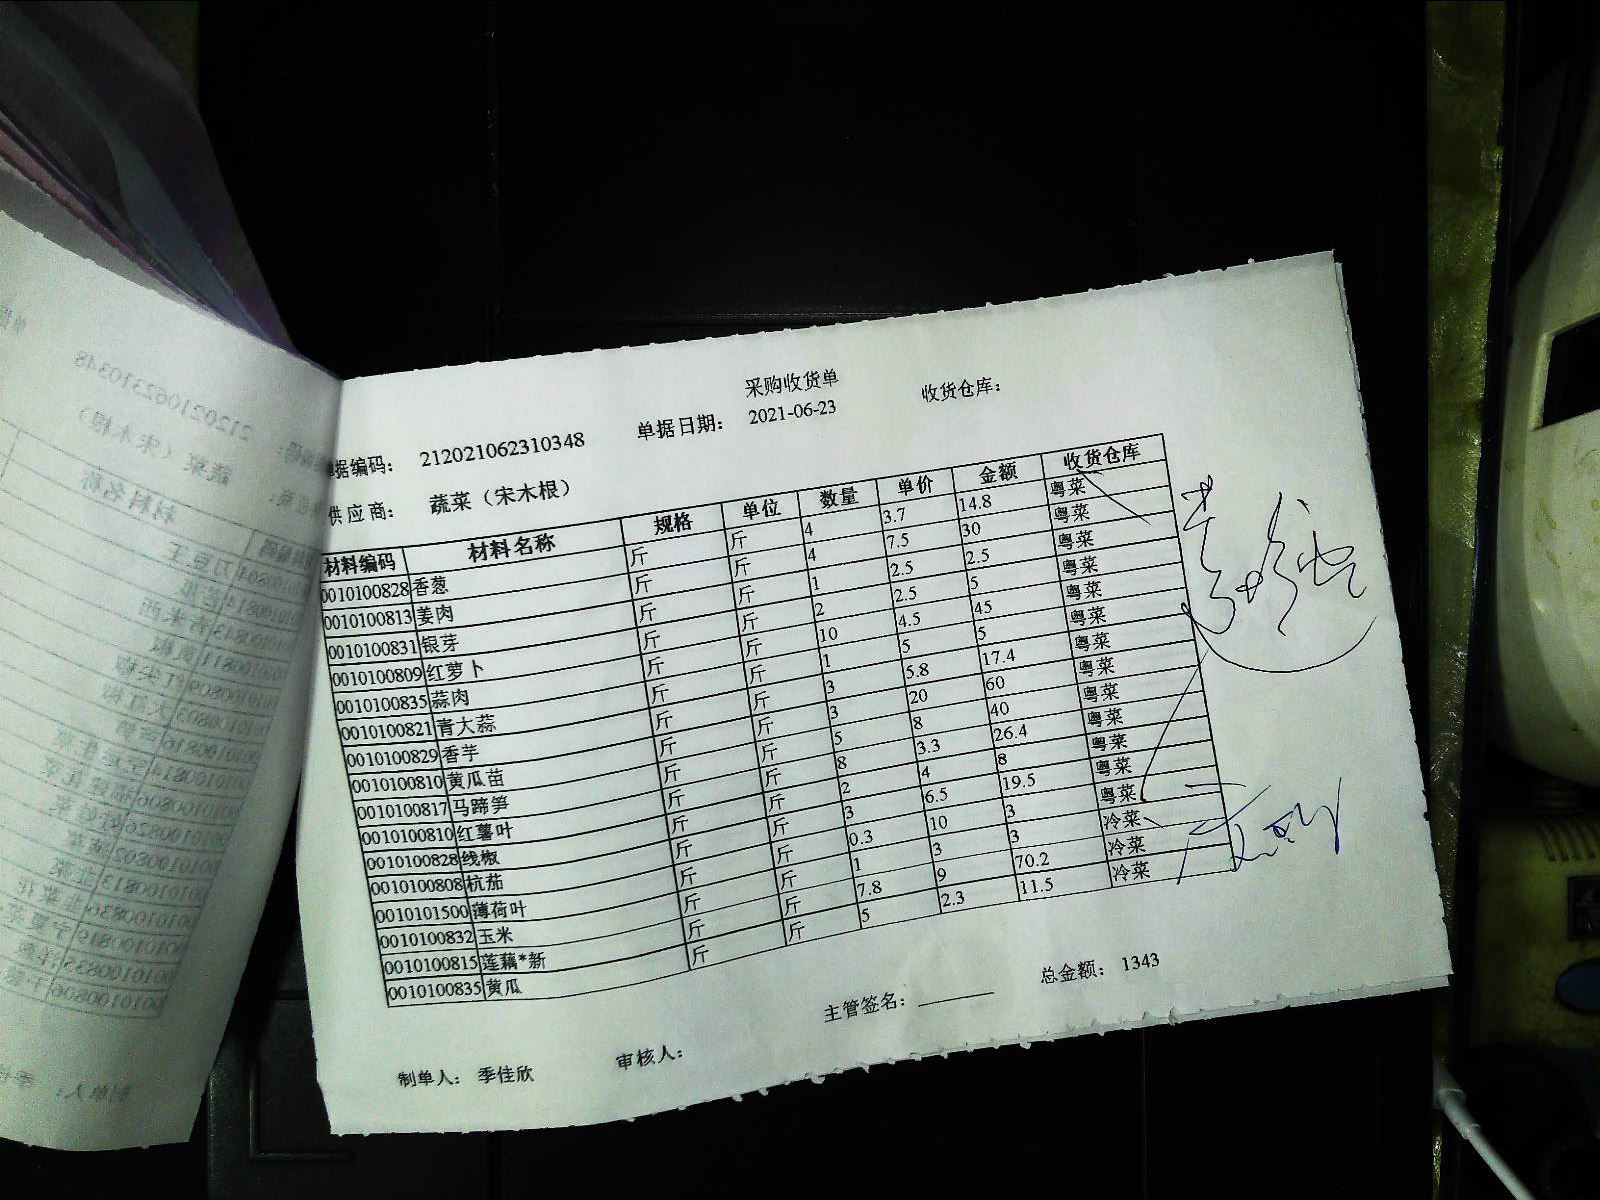 采购收货单
单据编码： 212021062310348 单据日期： 2021-06-23 收货仓库：
供应商： 蔬菜（宋木根）
材料编码 材料名称 规格 单位 数量 单价 金额 收货仓库
0010100828 香葱 斤 斤 4 3.7 14.8 粤菜
0010100813 姜肉 斤 斤 4 7.5 30 粤菜
0010100831 银芽 斤 斤 1 2.5 2.5 粤菜
0010100809 红萝卜 斤 斤 2 2.5 5 粤菜
0010100835 蒜肉 斤 斤 10 4.5 45 粤菜
0010100821 青大蒜 斤 斤 1 5 5 粤菜
0010100829 香芋 斤 斤 3 5.8 17.4 粤菜
0010100810 黄瓜苗 斤 斤 3 20 60 粤菜
0010100817 马蹄笋 斤 斤 5 8 40 粤菜
0010100810 红薯叶 斤 斤 8 3.3 26.4 粤菜
0010100828 线椒 斤 斤 2 4 8 粤菜
0010100808 杭茄 斤 斤 3 6.5 19.5 粤菜
0010101500 薄荷叶 斤 斤 0.3 10 3 粤菜
0010100832 玉米 斤 斤 1 3 3 冷菜
0010100815 莲藕*新 斤 斤 7.8 9 70.2 冷菜
0010100835 黄瓜 斤 斤 5 2.3 11.5 冷菜
主管签名： 总金额： 1343
制单人： 季佳欣 审核人：